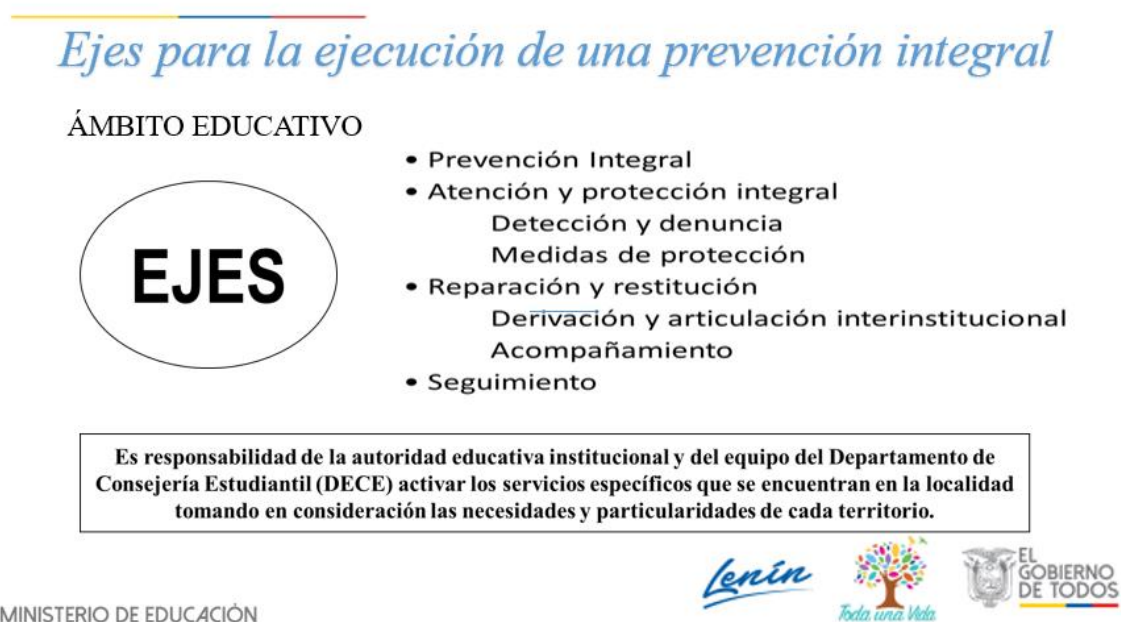 Ejes para la ejecución de una prevención integral
ÁMBITO EDUCATIVO
EJES
• Prevención Integral
• Atención y protección integral
Detección y denuncia
Medidas de protección
• Reparación y restitución
Derivación y articulación interinstitucional
Acompañamiento
• Seguimiento
Es responsabilidad de la autoridad educativa institucional y del equipo del Departamento de
Consejería Estudiantil (DECE) activar los servicios específicos que se encuentran en la localidad
tomando en consideración las necesidades y particularidades de cada territorio.
MINISTERIO DE EDUCACIÓN
Lenín
Toda una Vida
EL
GOBIERNO
DE TODOS